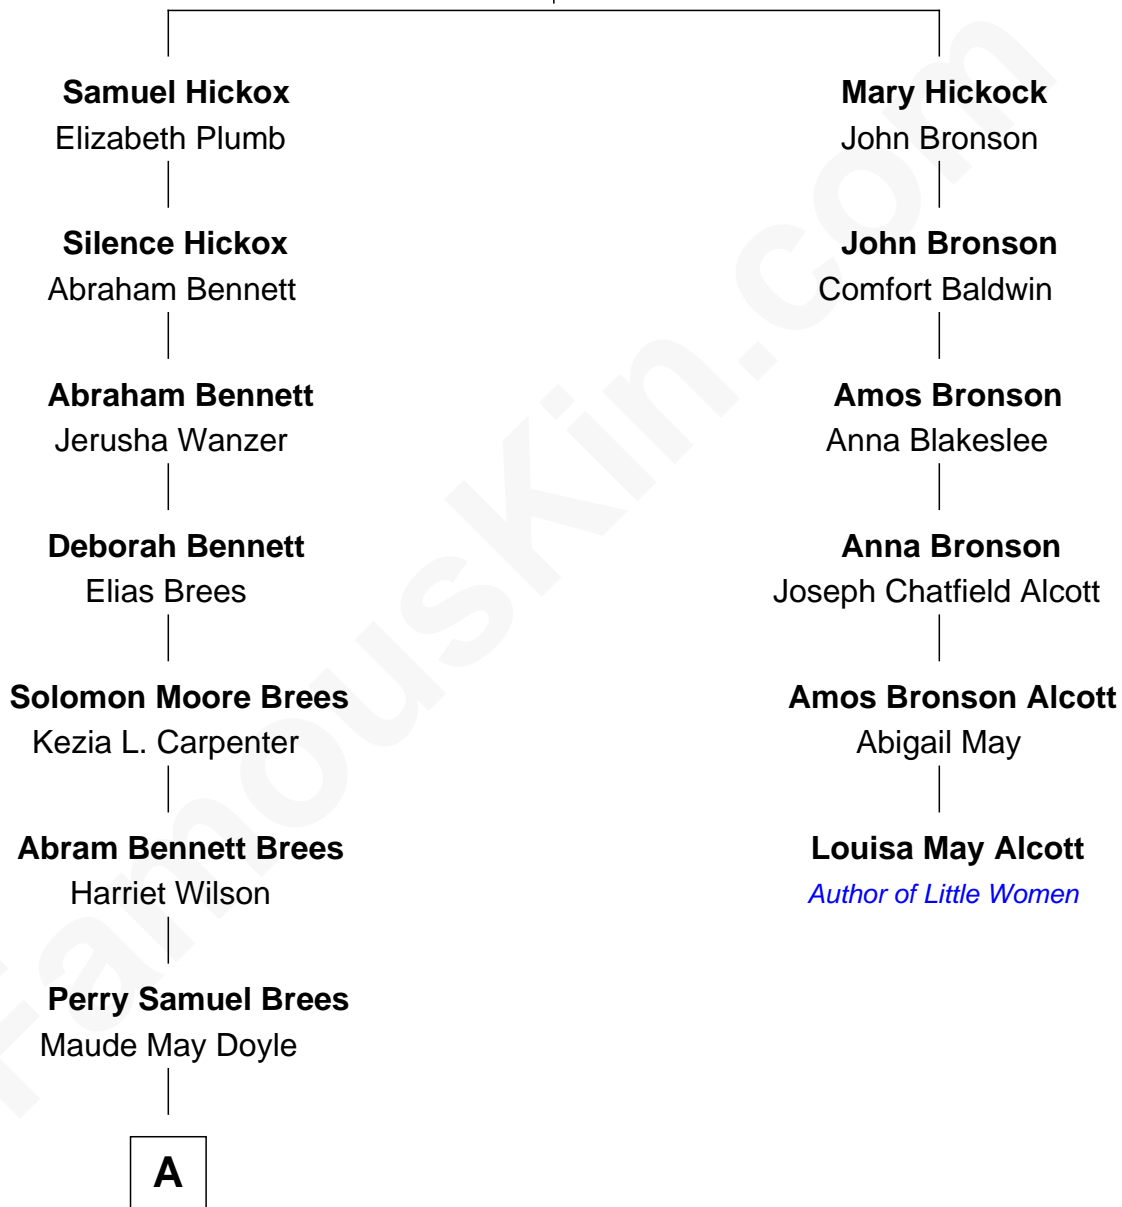 Samuel Hickox
Elizabeth Plumb
Silence Hickox
Abraham Bennett
Abraham Bennett
Jerusha Wanzer
Deborah Bennett
Elias Brees
Solomon Moore Brees
Kezia L. Carpenter
Abram Bennett Brees
Harriet Wilson
Perry Samuel Brees
Maude May Doyle
A
Mary Hickock
John Bronson
John Bronson
Comfort Baldwin
Amos Bronson
Anna Blakeslee
Anna Bronson
Joseph Chatfield Alcott
Amos Bronson Alcott
Abigail May
Louisa May Alcott
Author of Little Women
FamousKin.com